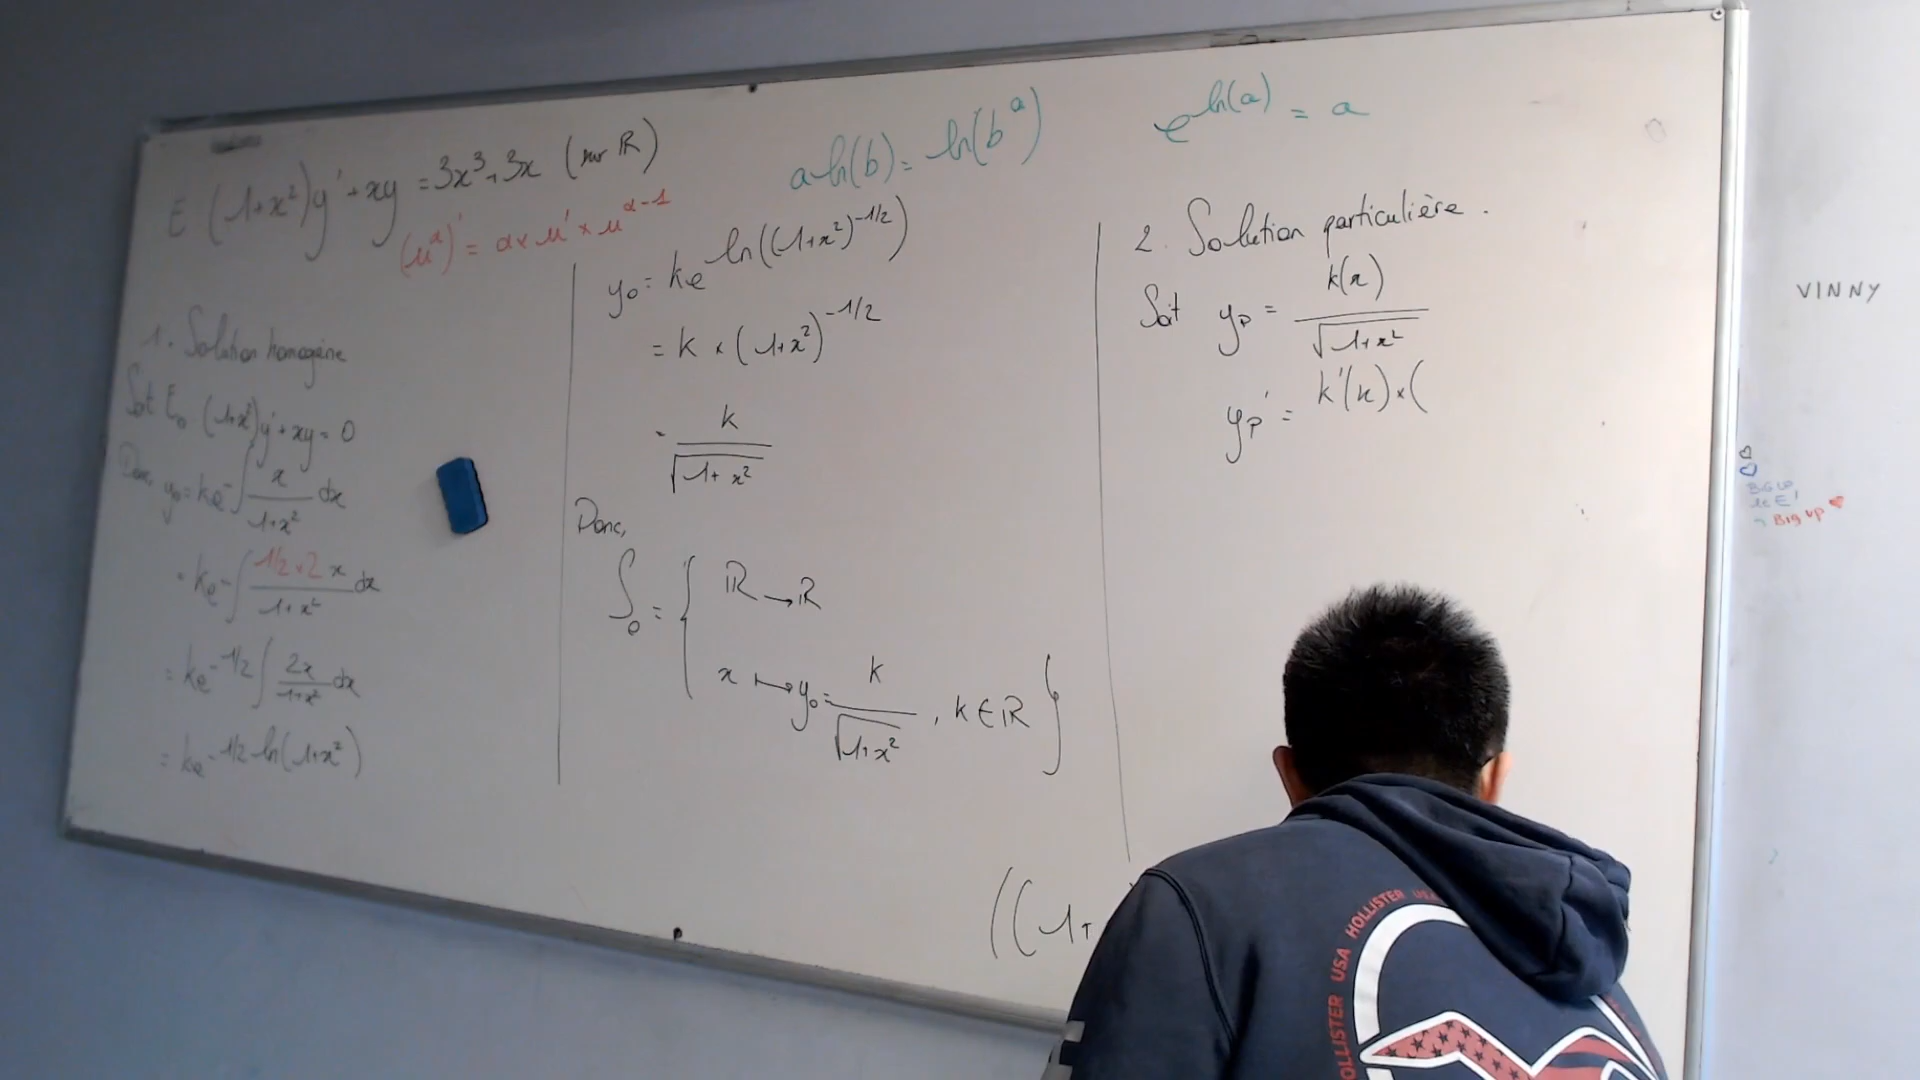 E (1+x²)y' + xy = 3x³+3x (sur ℝ)
(u^α)' = α × u' × u^(α-1)
a ln(b) = ln(b^a)
e^ln(a) = a
1. Solution homogène
Soit E₀ (1+x²)y'+xy = 0
Donc, y₀ = ke^-∫ x/(1+x²) dx
= ke^-∫ (1/2 × 2x)/(1+x²) dx
= ke^-1/2 ∫ 2x/(1+x²) dx
= ke^-1/2 ln(1+x²)
y₀ = ke^ln((1+x²)^-1/2)
= k × (1+x²)^-1/2
= k/√(1+x²)
Donc,
S₀ = { ℝ → ℝ
x ↦ y₀ = k/√(1+x²), k ∈ ℝ }
2. Solution particulière.
Soit yₚ = k(x)/√(1+x²)
yₚ' = k'(x) × (
((1+
VINNY
Big up
HOLLISTER USA HOLLISTER